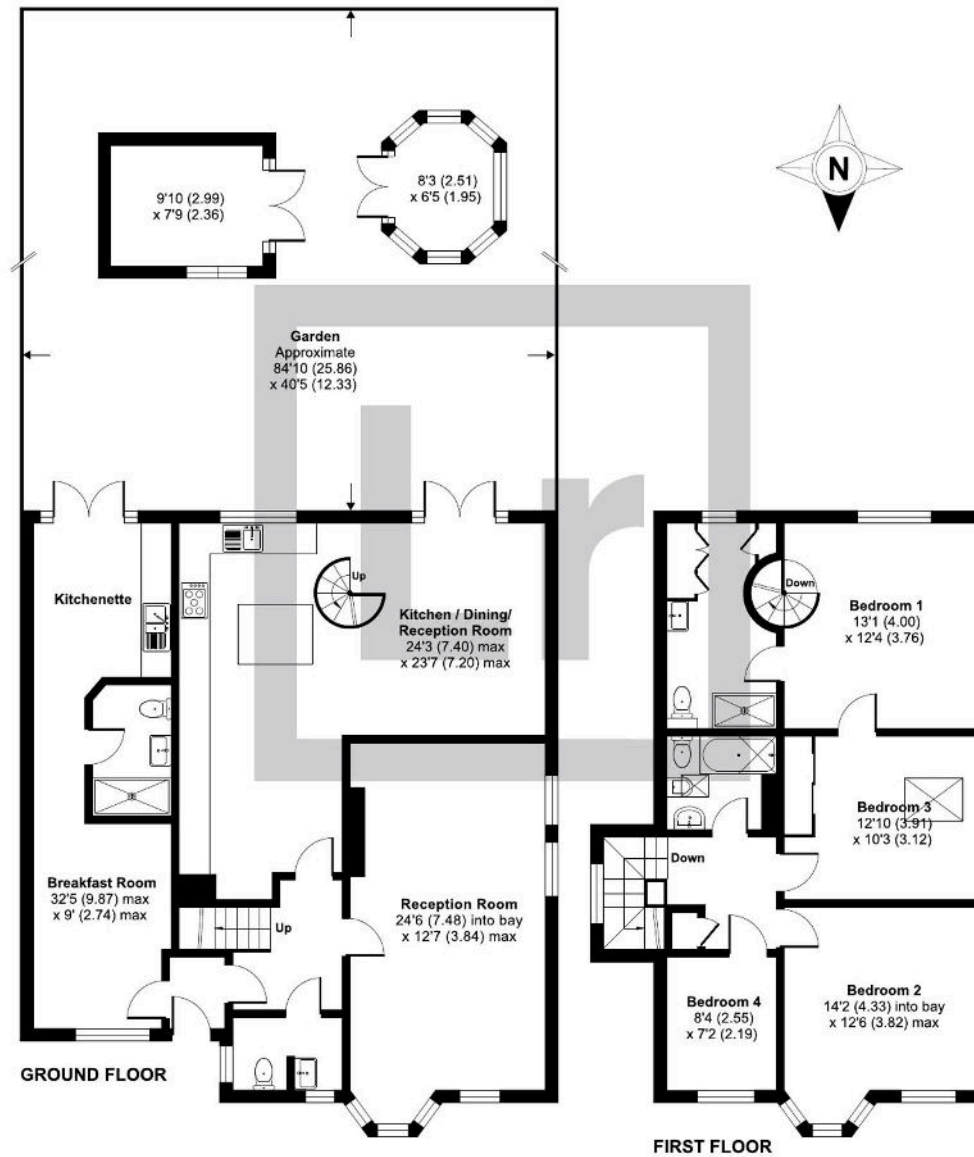 N
9'10 (2.99)
x 7'9 (2.36)
8'3 (2.51)
x 6'5 (1.95)
Garden
Approximate
84'10 (25.86)
x 40'5 (12.33)
Kitchenette
Up
Kitchen / Dining/
Reception Room
24'3 (7.40) max
x 23'7 (7.20) max
Breakfast Room
32'5 (9.87) max
x 9' (2.74) max
Up
Reception Room
24'6 (7.48) into bay
x 12'7 (3.84) max
GROUND FLOOR
Down
Bedroom 1
13'1 (4.00)
x 12'4 (3.76)
Bedroom 3
12'10 (3.91)
x 10'3 (3.12)
Down
Bedroom 4
8'4 (2.55)
x 7'2 (2.19)
Bedroom 2
14'2 (4.33) into bay
x 12'6 (3.82) max
FIRST FLOOR